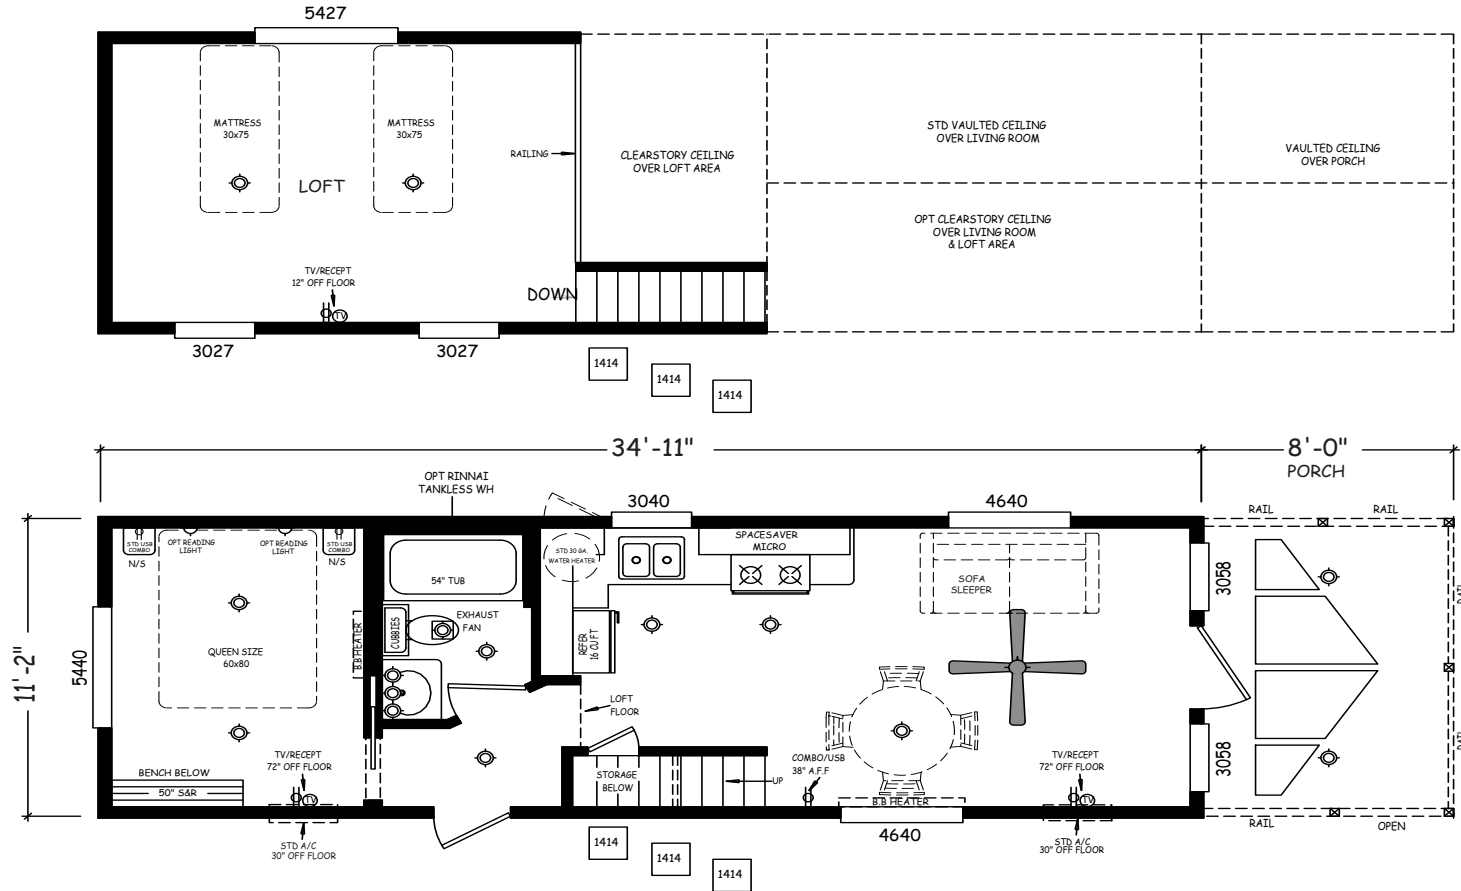 5427
MATTRESS
30x75
MATTRESS
30x75
LOFT
RAILING
CLEARSTORY CEILING
OVER LOFT AREA
STD VAULTED CEILING
OVER LIVING ROOM
VAULTED CEILING
OVER PORCH
OPT CLEARSTORY CEILING
OVER LIVING ROOM
& LOFT AREA
TV/RECEPT
12" OFF FLOOR
TV
DOWN
3027
3027
1414
1414
1414
34'-11"
8'-0"
PORCH
OPT RINNAI
TANKLESS WH
3040
4640
RAIL
RAIL
STD USB
COMBO
N/S
OPT READING
LIGHT
OPT READING
LIGHT
STD USB
COMBO
N/S
54" TUB
STD 30 GA.
WATER HEATER
SPACESAVER
MICRO
SOFA
SLEEPER
3058
RAIL
EXHAUST
FAN
CUBBIES
B.B HEATER
REFER
16 CU FT
QUEEN SIZE
60x80
5440
11'-2"
LOFT
FLOOR
TV/RECEPT
72" OFF FLOOR
TV
BENCH BELOW
50" S&R
STORAGE
BELOW
UP
COMBO/USB
38" A.F.F
B.B HEATER
TV/RECEPT
72" OFF FLOOR
TV
3058
RAIL
STD A/C
30" OFF FLOOR
4640
STD A/C
30" OFF FLOOR
RAIL
OPEN
1414
1414
1414